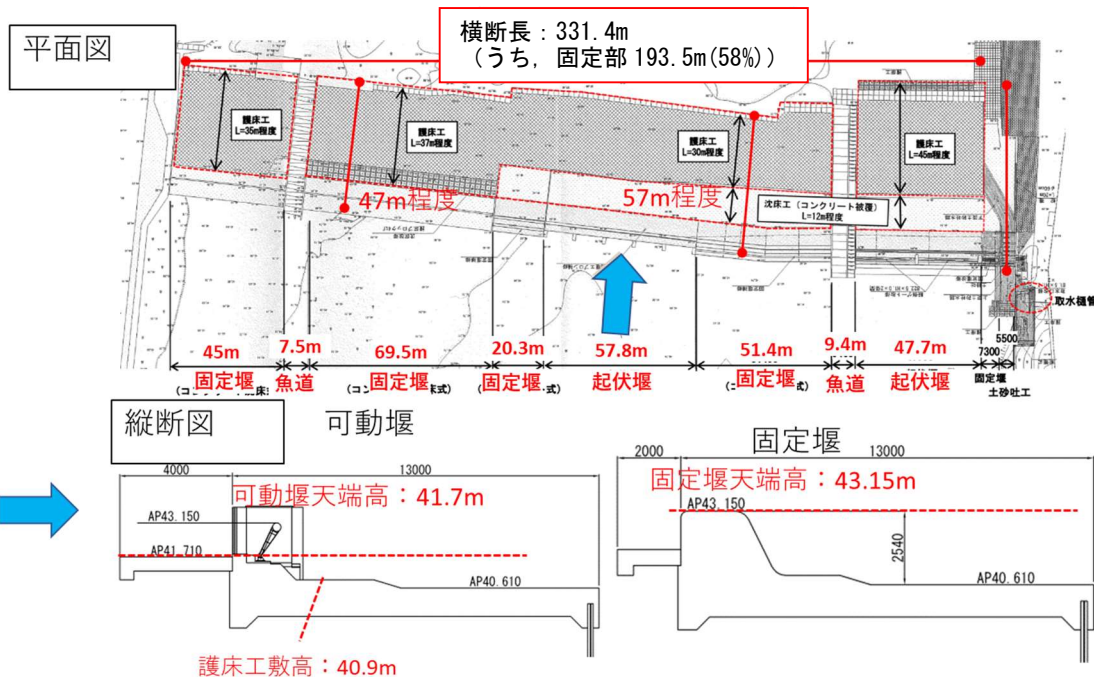 平面図
横断長:331.4m
(うち,固定部 193.5m(58%))
護床工
L=35m程度
護床工
L=37m程度
護床工
L=30m程度
護床工
L=45m程度
47m程度
57m程度
沈床工(コンクリート被覆)
L=12m程度
取水樋管
45m
7.5m
69.5m
20.3m
57.8m
51.4m
9.4m
47.7m
7300
5500
固定堰
魚道
固定堰
固定堰
起伏堰
固定堰
魚道
起伏堰
固定堰
土砂吐工
縦断図
可動堰
4000
13000
可動堰天端高:41.7m
AP43.150
AP41.710
AP40.610
護床工敷高:40.9m
固定堰
2000
13000
固定堰天端高:43.15m
AP43.150
2540
AP40.610